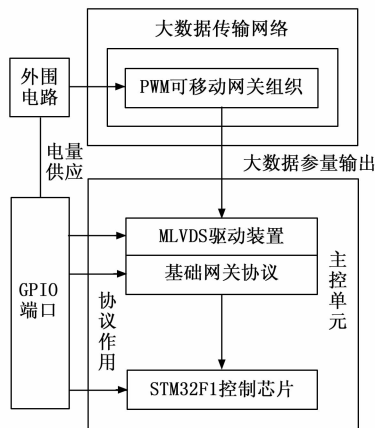 大数据传输网络
外围
电路
PWM可移动网关组织
电量
供应
大数据参量输出
MLVDS驱动装置
基础网关协议
主控单元
GPIO
端口
协议作用
STM32F1控制芯片